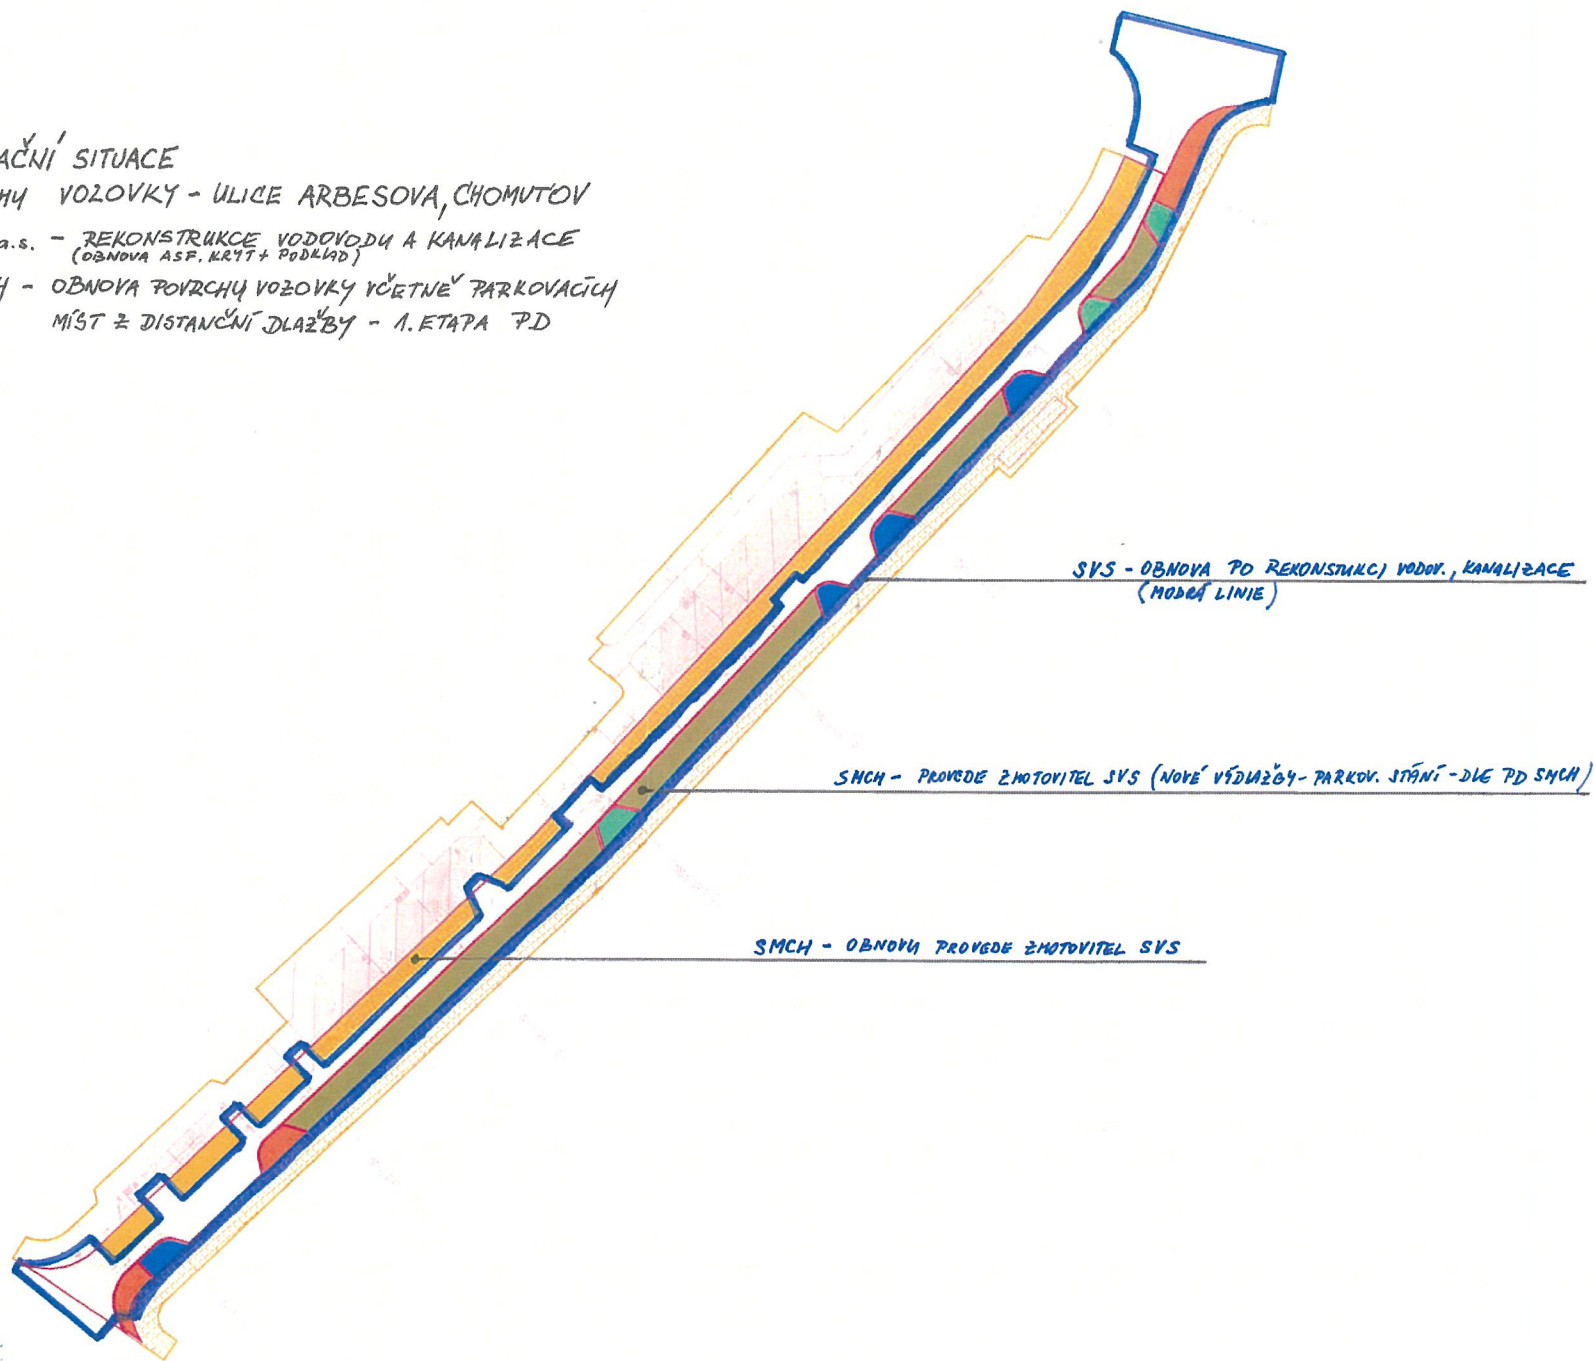 AČNÍ SITUACE
HY VOZOVKY - ULICE ARBESOVA, CHOMUTOV
a.s. - REKONSTRUKCE VODOVODU A KANALIZACE
(OBNOVA ASF. KRYT + PODKLAD)
- OBNOVA POVRCHU VOZOVKY VČETNĚ PARKOVACÍCH
MÍST Z DISTANČNÍ DLAŽBY - 1. ETAPA PD
SVS - OBNOVA PO REKONSTUKCI VODOV., KANALIZACE
(MODRÁ LINIE)
SMCH - PROVEDE ZHOTOVITEL SVS (NOVÉ VÝDLAŽBY - PARKOV. STÁNÍ - DLE PD SMCH)
SMCH - OBNOVU PROVEDE ZHOTOVITEL SVS